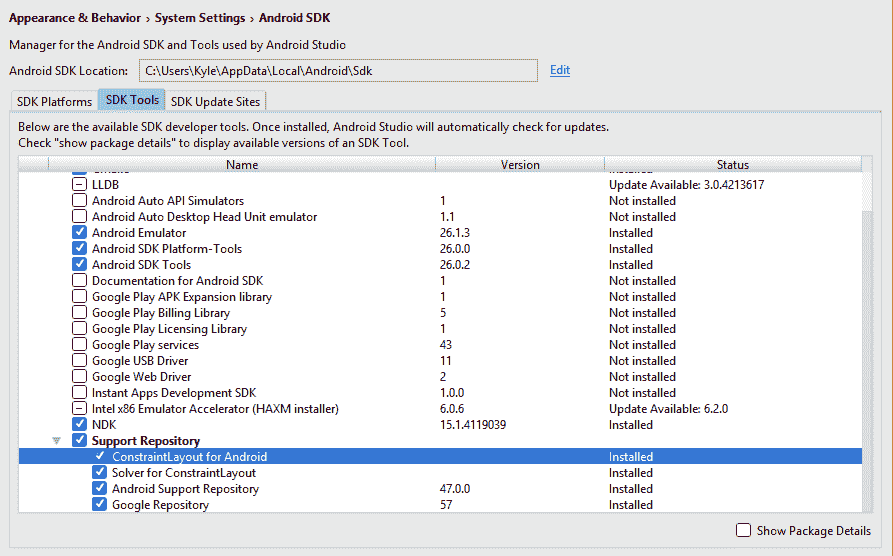 Appearance & Behavior › System Settings › Android SDK
Manager for the Android SDK and Tools used by Android Studio
Android SDK Location: C:\Users\Kyle\AppData\Local\Android\Sdk Edit
SDK Platforms SDK Tools SDK Update Sites
Below are the available SDK developer tools. Once installed, Android Studio will automatically check for updates.
Check "show package details" to display available versions of an SDK Tool.
Name Version Status
LLDB Update Available: 3.0.4213617
Android Auto API Simulators 1 Not installed
Android Auto Desktop Head Unit emulator 1.1 Not installed
Android Emulator 26.1.3 Installed
Android SDK Platform-Tools 26.0.0 Installed
Android SDK Tools 26.0.2 Installed
Documentation for Android SDK 1 Not installed
Google Play APK Expansion library 1 Not installed
Google Play Billing Library 5 Not installed
Google Play Licensing Library 1 Not installed
Google Play services 43 Not installed
Google USB Driver 11 Not installed
Google Web Driver 2 Not installed
Instant Apps Development SDK 1.0.0 Not installed
Intel x86 Emulator Accelerator (HAXM installer) 6.0.6 Update Available: 6.2.0
NDK 15.1.4119039 Installed
Support Repository
ConstraintLayout for Android Installed
Solver for ConstraintLayout Installed
Android Support Repository 47.0.0 Installed
Google Repository 57 Installed
Show Package Details